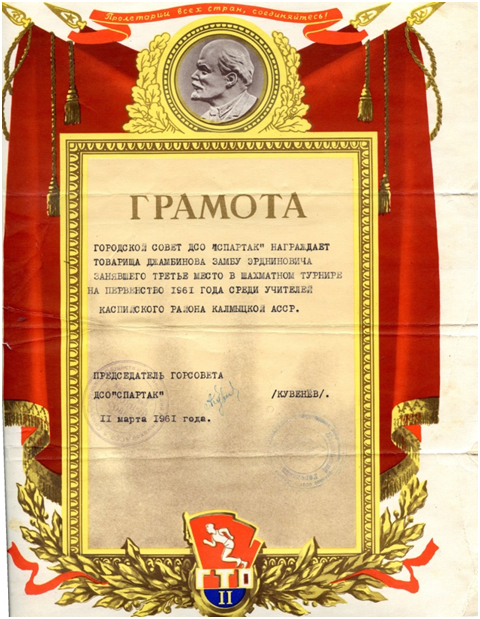 Пролетарии всех стран, соединяйтесь!
ГРАМОТА
ГОРОДСКОЙ СОВЕТ ДСО "СПАРТАК" НАГРАЖДАЕТ
ТОВАРИЩА ДЖАМБИНОВА ЗАМБУ ЭРДНИНОВИЧА
ЗАНЯВШЕГО ТРЕТЬЕ МЕСТО В ШАХМАТНОМ ТУРНИРЕ
НА ПЕРВЕНСТВО 1961 ГОДА СРЕДИ УЧИТЕЛЕЙ
КАСПИЙСКОГО РАЙОНА КАЛМЫЦКОЙ АССР.
ПРЕДСЕДАТЕЛЬ ГОРСОВЕТА
ДСО"СПАРТАК" /КУВЕНЁВ/.
II марта 1961 года.
ГТО
II